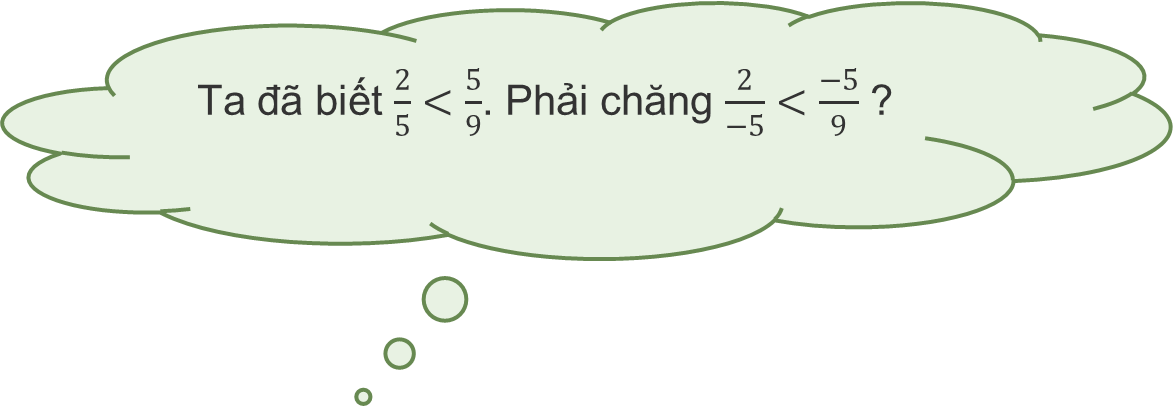 Ta đã biết 2/5 < 5/9. Phải chăng 2/−5 < −5/9 ?